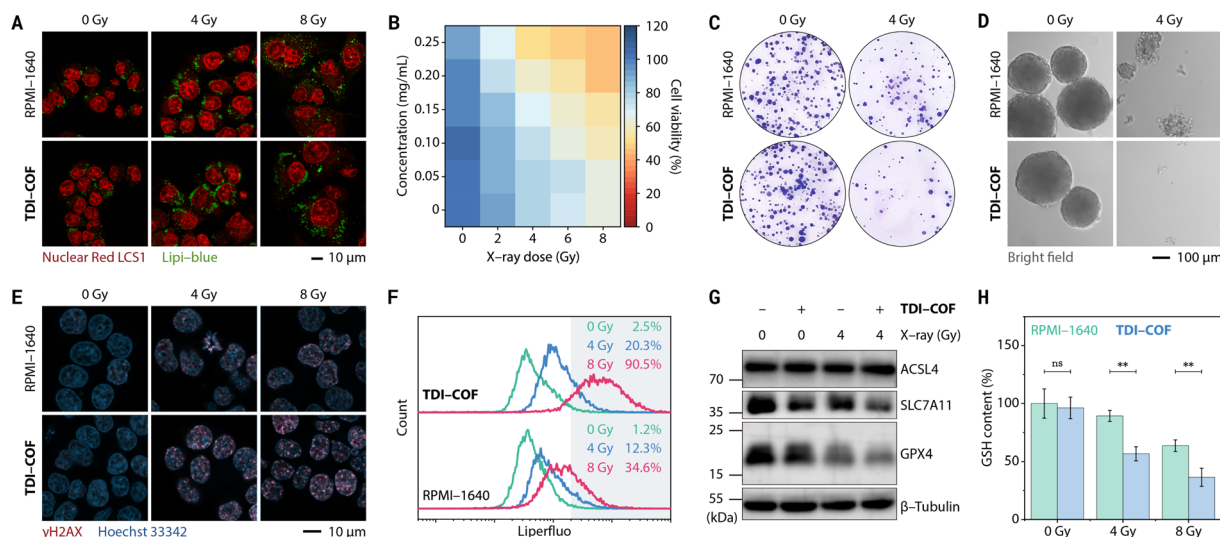 A
0 Gy 4 Gy 8 Gy
RPMI–1640
TDI–COF
Nuclear Red LCS1 Lipi–blue
10 μm
B
Concentration (mg/mL)
0.25
0.20
0.15
0.10
0.05
0
0 2 4 6 8
X–ray dose (Gy)
120
100
80
60
40
20
0
Cell viability (%)
C
0 Gy 4 Gy
RPMI–1640
TDI–COF
D
0 Gy 4 Gy
RPMI–1640
TDI–COF
Bright field
100 μm
E
0 Gy 4 Gy 8 Gy
RPMI–1640
TDI–COF
γH2AX Hoechst 33342
10 μm
F
Count
0 Gy 2.5%
4 Gy 20.3%
8 Gy 90.5%
TDI–COF
0 Gy 1.2%
4 Gy 12.3%
8 Gy 34.6%
RPMI–1640
Liperfluo
G
– + – + TDI–COF
0 0 4 4 X–ray (Gy)
ACSL4
70
SLC7A11
35
25
GPX4
15
55
β–Tubulin
(kDa)
H
RPMI–1640 TDI–COF
GSH content (%)
150
100
50
0
ns ** **
0 Gy 4 Gy 8 Gy